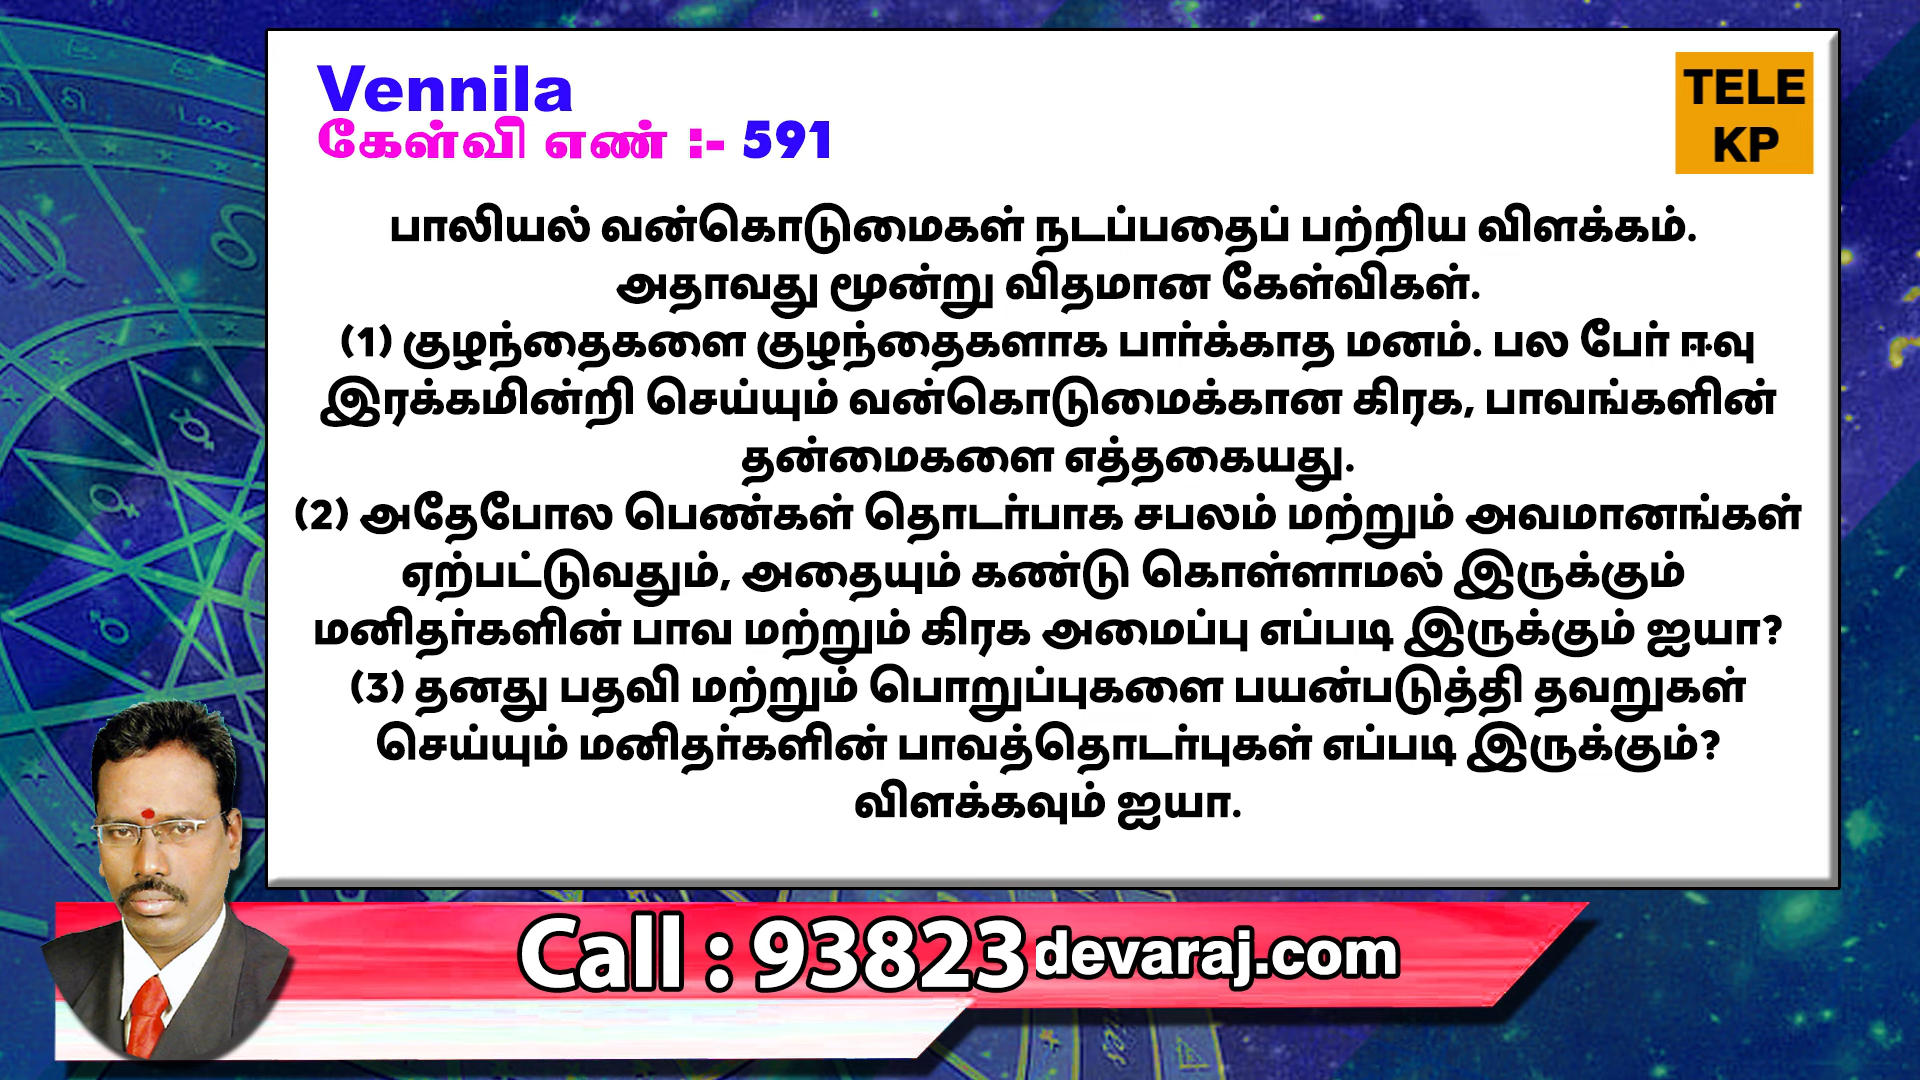 Vennila
கேள்வி எண் :- 591
TELE
KP
பாலியல் வன்கொடுமைகள் நடப்பதைப் பற்றிய விளக்கம்.
அதாவது மூன்று விதமான கேள்விகள்.
(1) குழந்தைகளை குழந்தைகளாக பார்க்காத மனம். பல பேர் ஈவு
இரக்கமின்றி செய்யும் வன்கொடுமைக்கான கிரக, பாவங்களின்
தன்மைகளை எத்தகையது.
(2) அதேபோல பெண்கள் தொடர்பாக சபலம் மற்றும் அவமானங்கள்
ஏற்பட்டுவதும், அதையும் கண்டு கொள்ளாமல் இருக்கும்
மனிதர்களின் பாவ மற்றும் கிரக அமைப்பு எப்படி இருக்கும் ஐயா?
(3) தனது பதவி மற்றும் பொறுப்புகளை பயன்படுத்தி தவறுகள்
செய்யும் மனிதர்களின் பாவத்தொடர்புகள் எப்படி இருக்கும்?
விளக்கவும் ஐயா.
Call : 93823devaraj.com